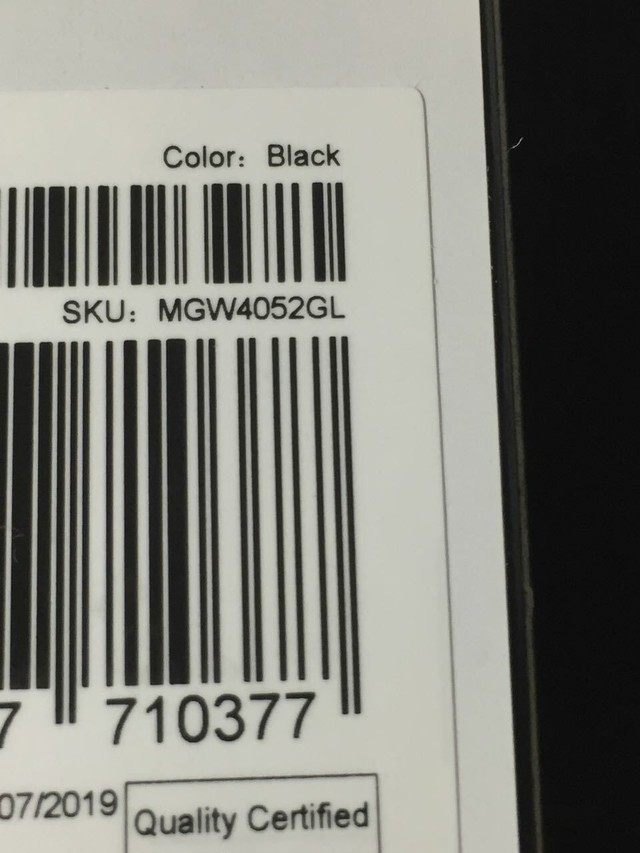 Color: Black
SKU: MGW4052GL
7 710377
07/2019
Quality Certified